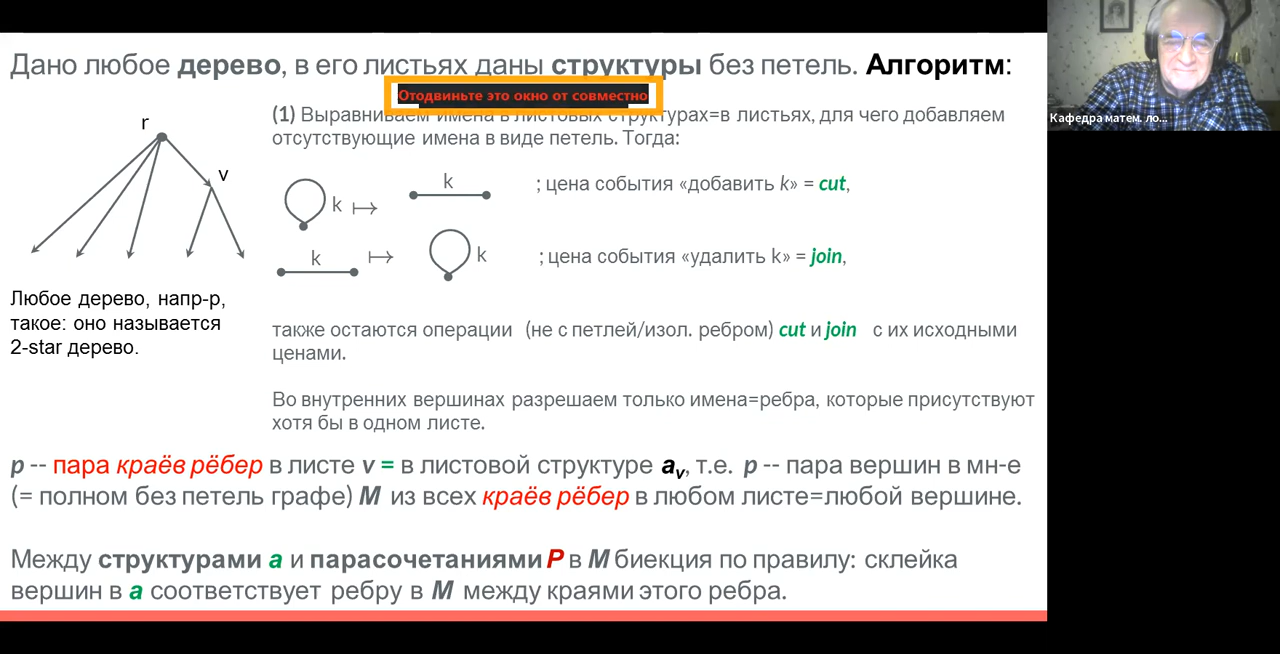 Дано любое дерево, в его листьях даны структуры без петель. Алгоритм:
Отодвиньте это окно от совместно
(1) Выравниваем имена в листовых структурах=в листьях, для чего добавляем
отсутствующие имена в виде петель. Тогда:
r
v
k ↦ k ; цена события «добавить k» = cut,
k ↦ k ; цена события «удалить k» = join,
Любое дерево, напр-р,
такое: оно называется
2-star дерево.
также остаются операции (не с петлей/изол. ребром) cut и join с их исходными
ценами.
Во внутренних вершинах разрешаем только имена=ребра, которые присутствуют
хотя бы в одном листе.
p -- пара краёв рёбер в листе v = в листовой структуре aᵥ, т.е. p -- пара вершин в мн-е
(= полном без петель графе) M из всех краёв рёбер в любом листе=любой вершине.
Между структурами a и парасочетаниями P в M биекция по правилу: склейка
вершин в a соответствует ребру в M между краями этого ребра.
Кафедра матем. ло...